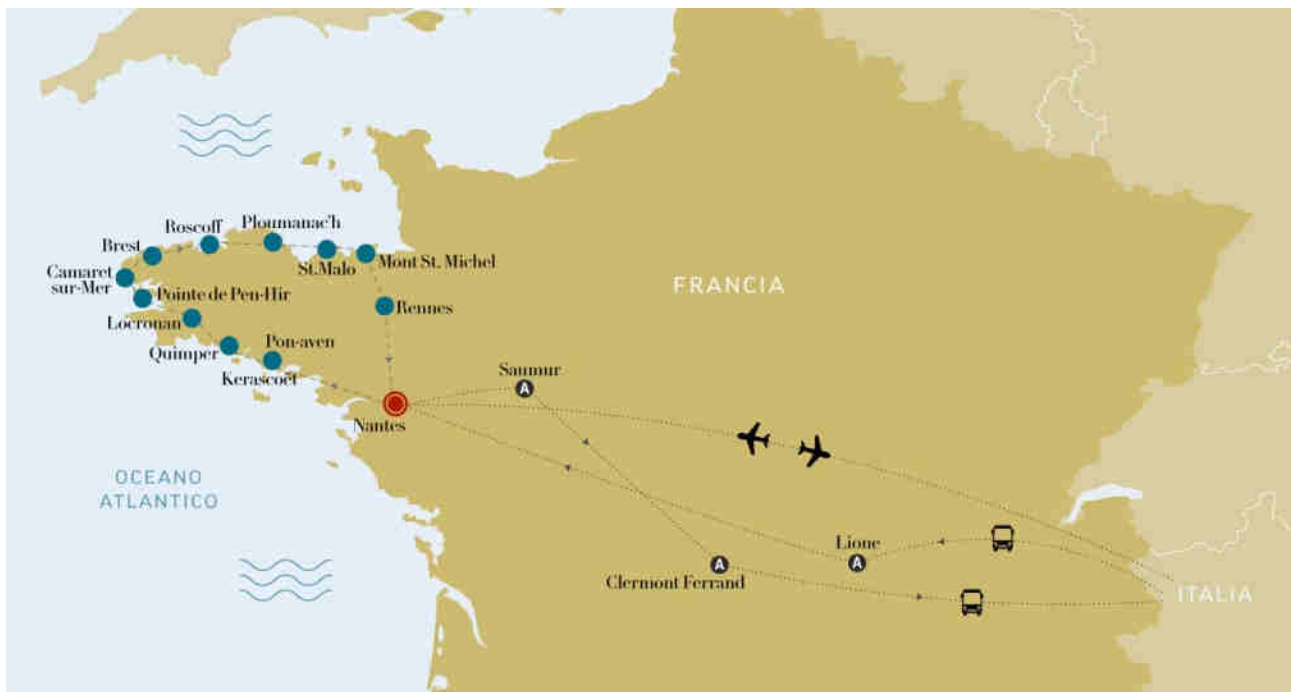 Ploumanac'h
Roscoff
Brest
St.Malo
Mont St. Michel
Camaret
sur-Mer
Pointe de Pen-Hir
FRANCIA
Rennes
Locronan
Pon-aven
Quimper
Kerascoët
Saumur
A
Nantes
OCEANO
ATLANTICO
Lione
A
A
Clermont Ferrand
ITALIA